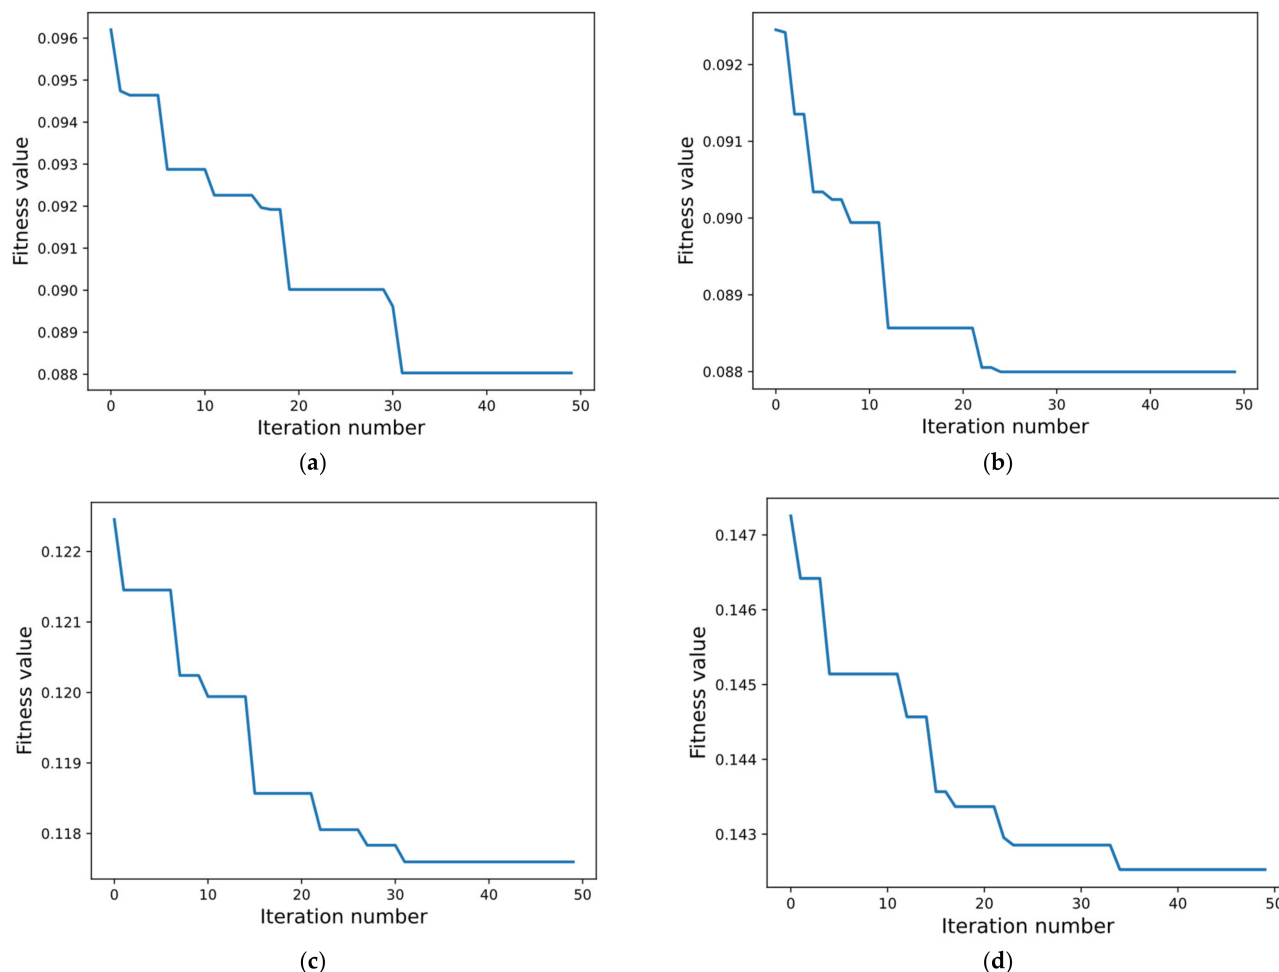 0.096
0.095
0.094
0.093
0.092
0.091
0.090
0.089
0.088
Fitness value
0 10 20 30 40 50
Iteration number
(a)
0.092
0.091
0.090
0.089
0.088
Fitness value
0 10 20 30 40 50
Iteration number
(b)
0.122
0.121
0.120
0.119
0.118
Fitness value
0 10 20 30 40 50
Iteration number
(c)
0.147
0.146
0.145
0.144
0.143
Fitness value
0 10 20 30 40 50
Iteration number
(d)